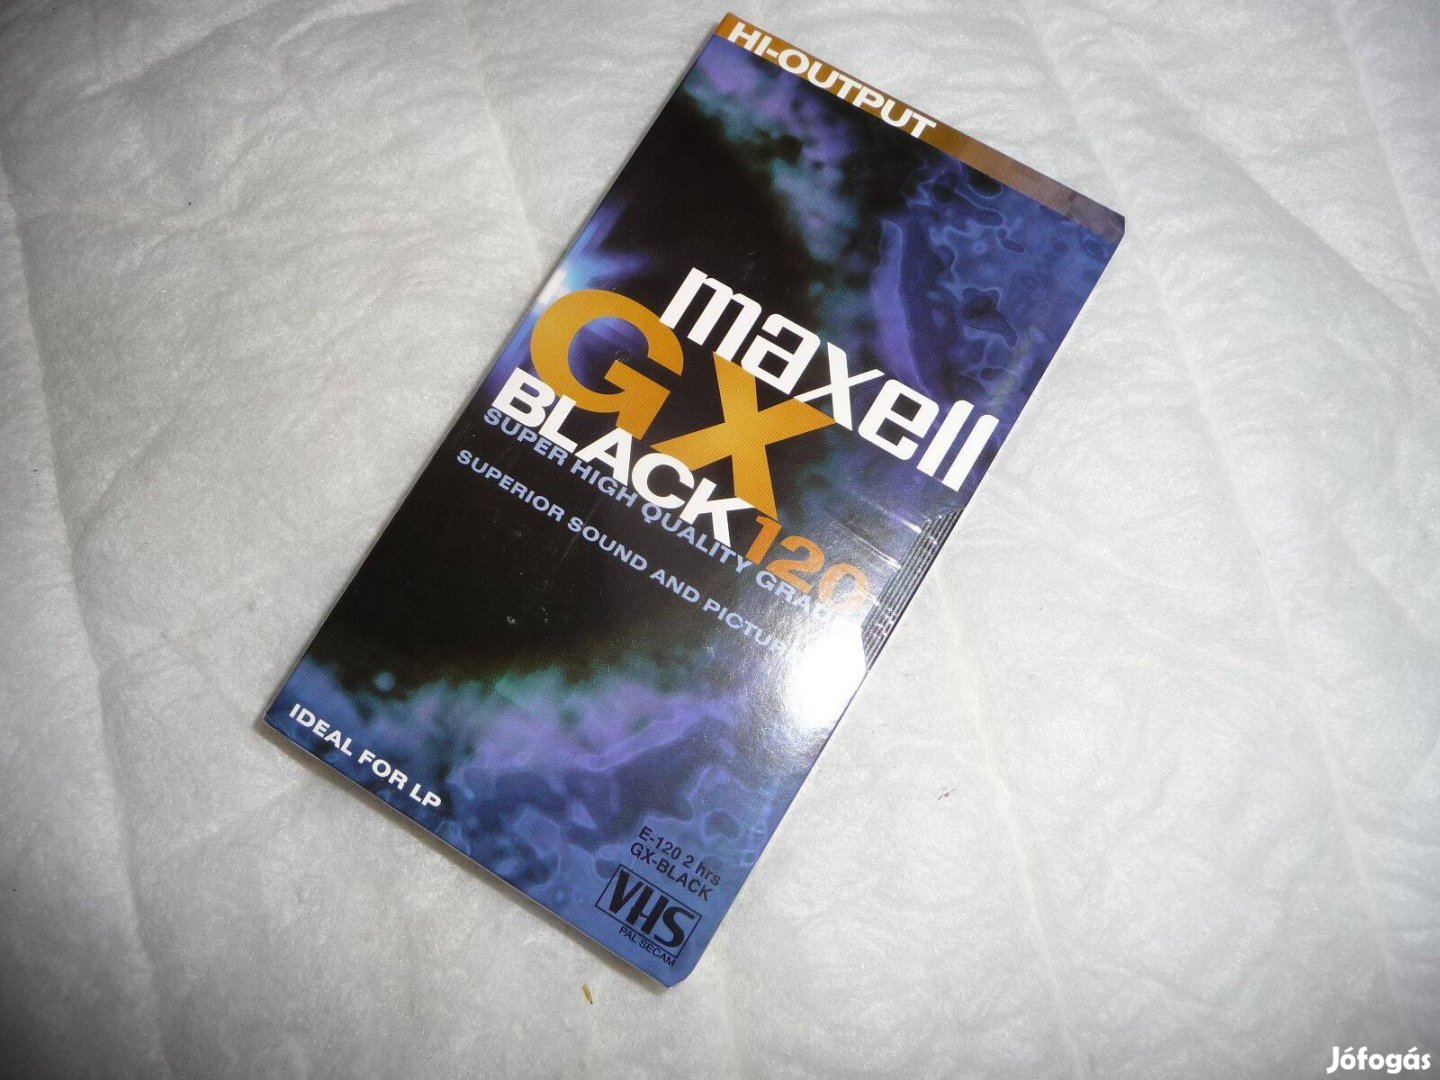 HI-OUTPUT
maxell
GX
BLACK 120
SUPER HIGH QUALITY GRADE
SUPERIOR SOUND AND PICTURE
IDEAL FOR LP
E-120 2 hrs
GX-BLACK
VHS
PAL SECAM
Jófogás